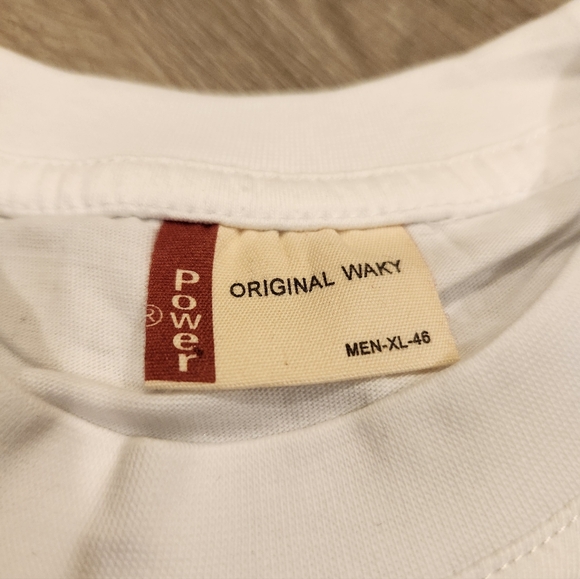 Power
®
ORIGINAL WAKY
MEN-XL-46